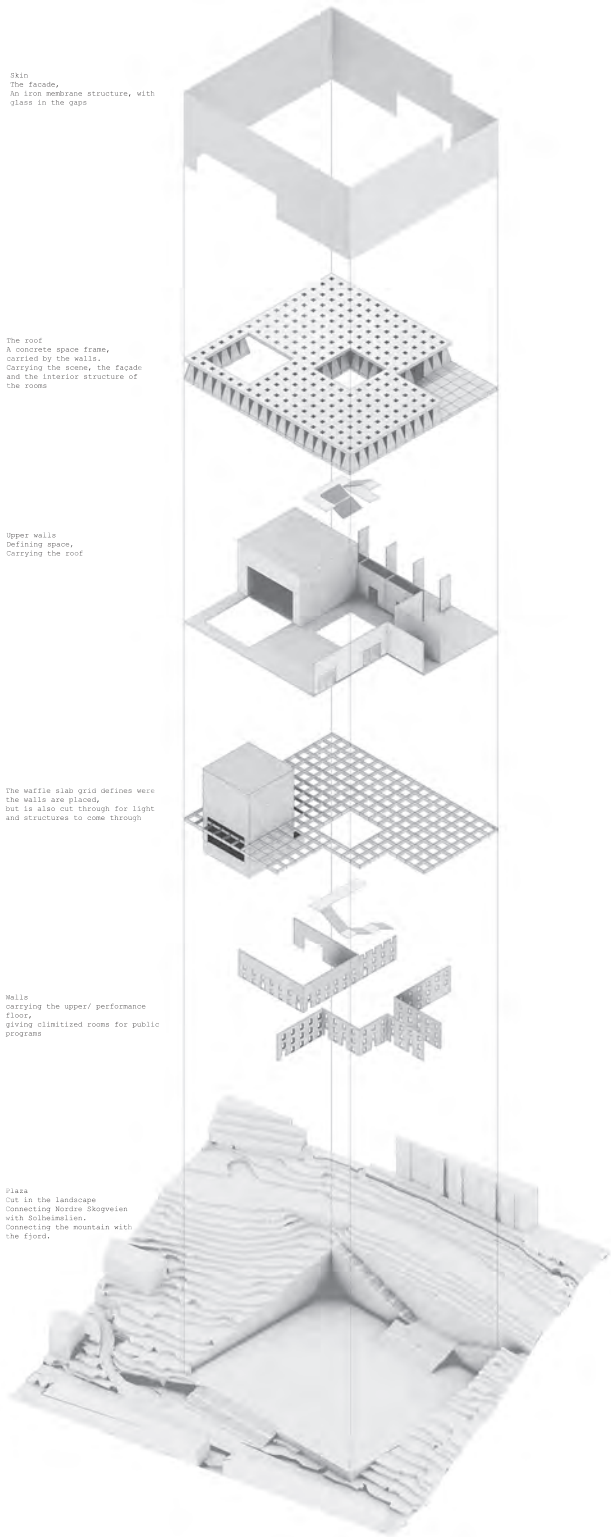 Skin
The facade,
An iron membrane structure, with
glass in the gaps
The roof
A concrete space frame,
carried by the walls.
Carrying the scene, the façade
and the interior structure of
the rooms
Upper walls
Defining space,
Carrying the roof
The waffle slab grid defines were
the walls are placed,
but is also cut through for light
and structures to come through
Walls
carrying the upper/ performance
floor,
giving climitized rooms for public
programs
Plaza
Cut in the landscape
Connecting Nordre Skogveien
with Solheimslien.
Connecting the mountain with
the fjord.